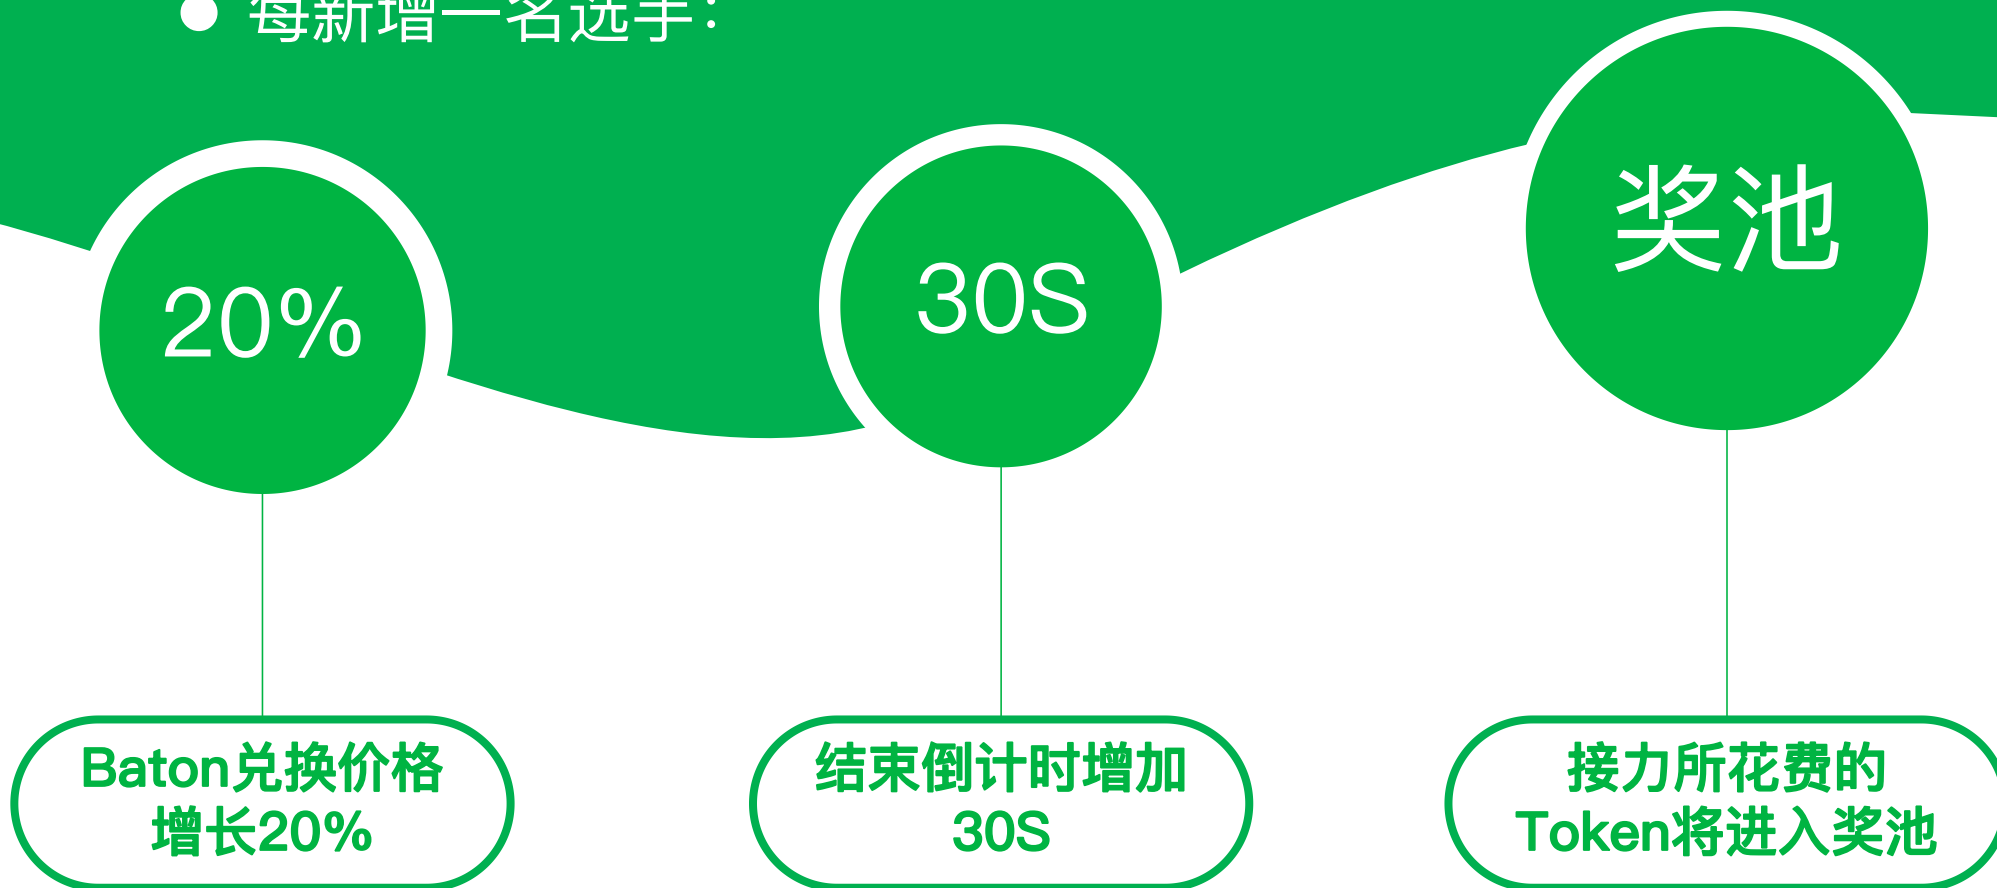 每新增一名选手：
20%
30S
奖池
Baton兑换价格
增长20%
结束倒计时增加
30S
接力所花费的
Token将进入奖池